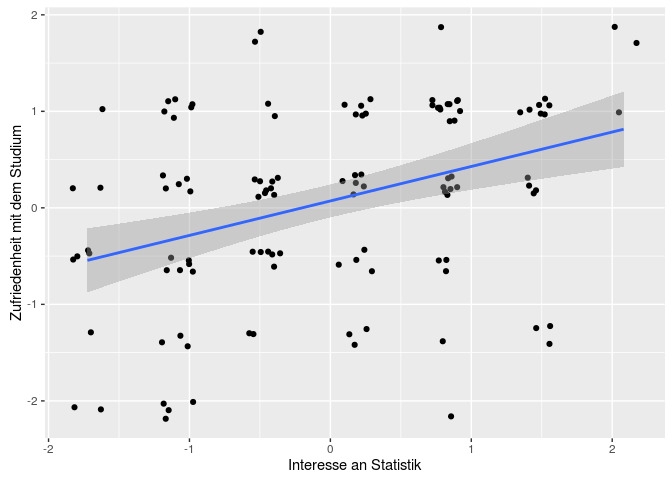 2
1
0
-1
-2
Zufriedenheit mit dem Studium
-2 -1 0 1 2
Interesse an Statistik